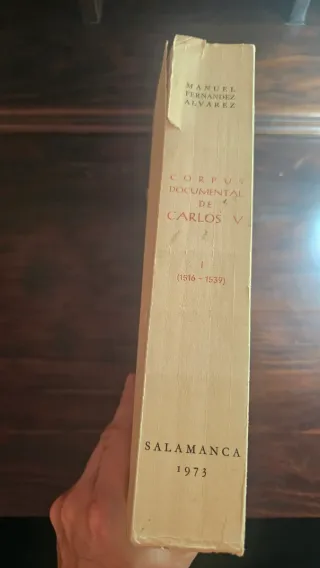 MANUEL
FERNANDEZ
ALVAREZ
CORPUS
DOCUMENTAL
DE
CARLOS V
I
(1516 - 1539)
SALAMANCA
1973